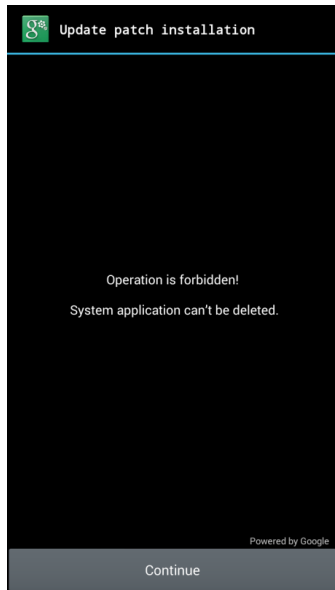 Update patch installation
Operation is forbidden!
System application can't be deleted.
Powered by Google
Continue